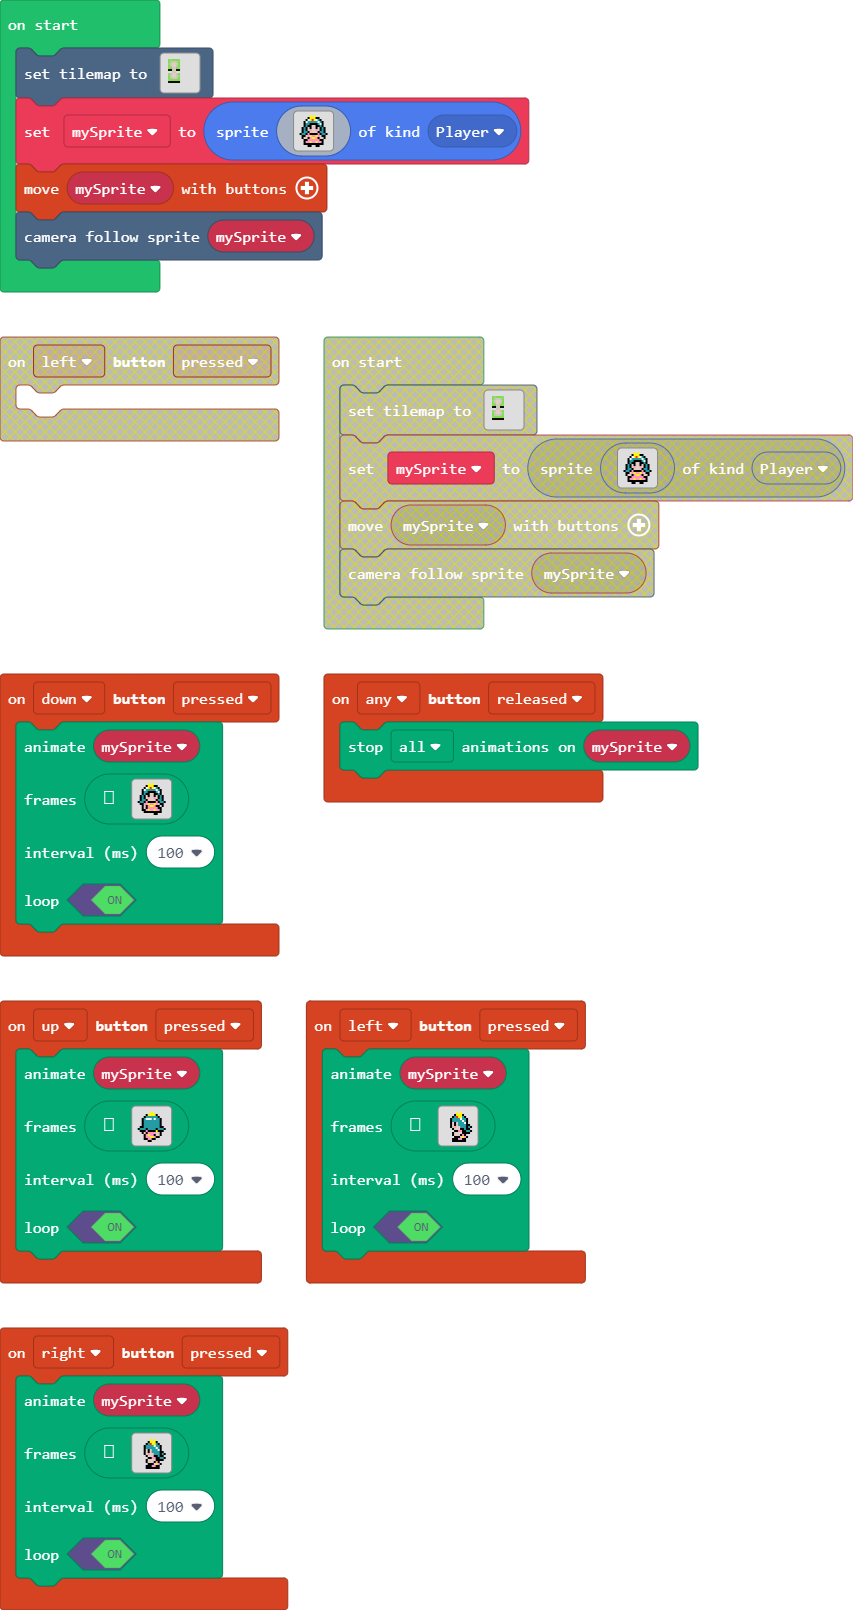 on start
set tilemap to
set mySprite to sprite of kind Player
move mySprite with buttons
camera follow sprite mySprite
on left button pressed
on start
set tilemap to
set mySprite to sprite of kind Player
move mySprite with buttons
camera follow sprite mySprite
on down button pressed
animate mySprite
frames
interval (ms) 100
loop ON
on any button released
stop all animations on mySprite
on up button pressed
animate mySprite
frames
interval (ms) 100
loop ON
on left button pressed
animate mySprite
frames
interval (ms) 100
loop ON
on right button pressed
animate mySprite
frames
interval (ms) 100
loop ON